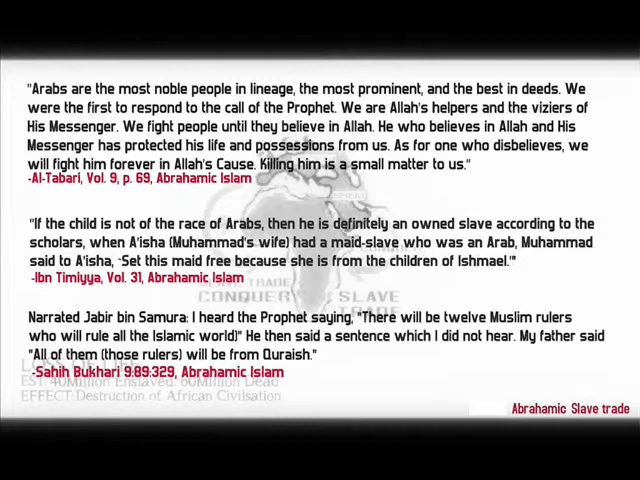 "Arabs are the most noble people in lineage, the most prominent, and the best in deeds. We
were the first to respond to the call of the Prophet. We are Allah's helpers and the viziers of
His Messenger. We fight people until they believe in Allah. He who believes in Allah and His
Messenger has protected his life and possessions from us. As for one who disbelieves, we
will fight him forever in Allah's Cause. Killing him is a small matter to us."
-Al-Tabari, Vol. 9, p. 69, Abrahamic Islam
"If the child is not of the race of Arabs, then he is definitely an owned slave according to the
scholars, when A'isha (Muhammad's wife) had a maid-slave who was an Arab, Muhammad
said to A'isha, "Set this maid free because she is from the children of Ishmael.""
-Ibn Timiyya, Vol. 31, Abrahamic Islam
SLAVE TRADE
CONQUER SLAVE
TRADE
Narrated Jabir bin Samura: I heard the Prophet saying, "There will be twelve Muslim rulers
who will rule all the Islamic world)" He then said a sentence which I did not hear. My father said
"All of them (those rulers) will be from Quraish."
LOSS OF LIFE
-Sahih Bukhari 9:89:329, Abrahamic Islam
EST: 40Million Enslaved 60Million Dead
EFFECT Destruction of African Civilsation
Abrahamic Slave trade